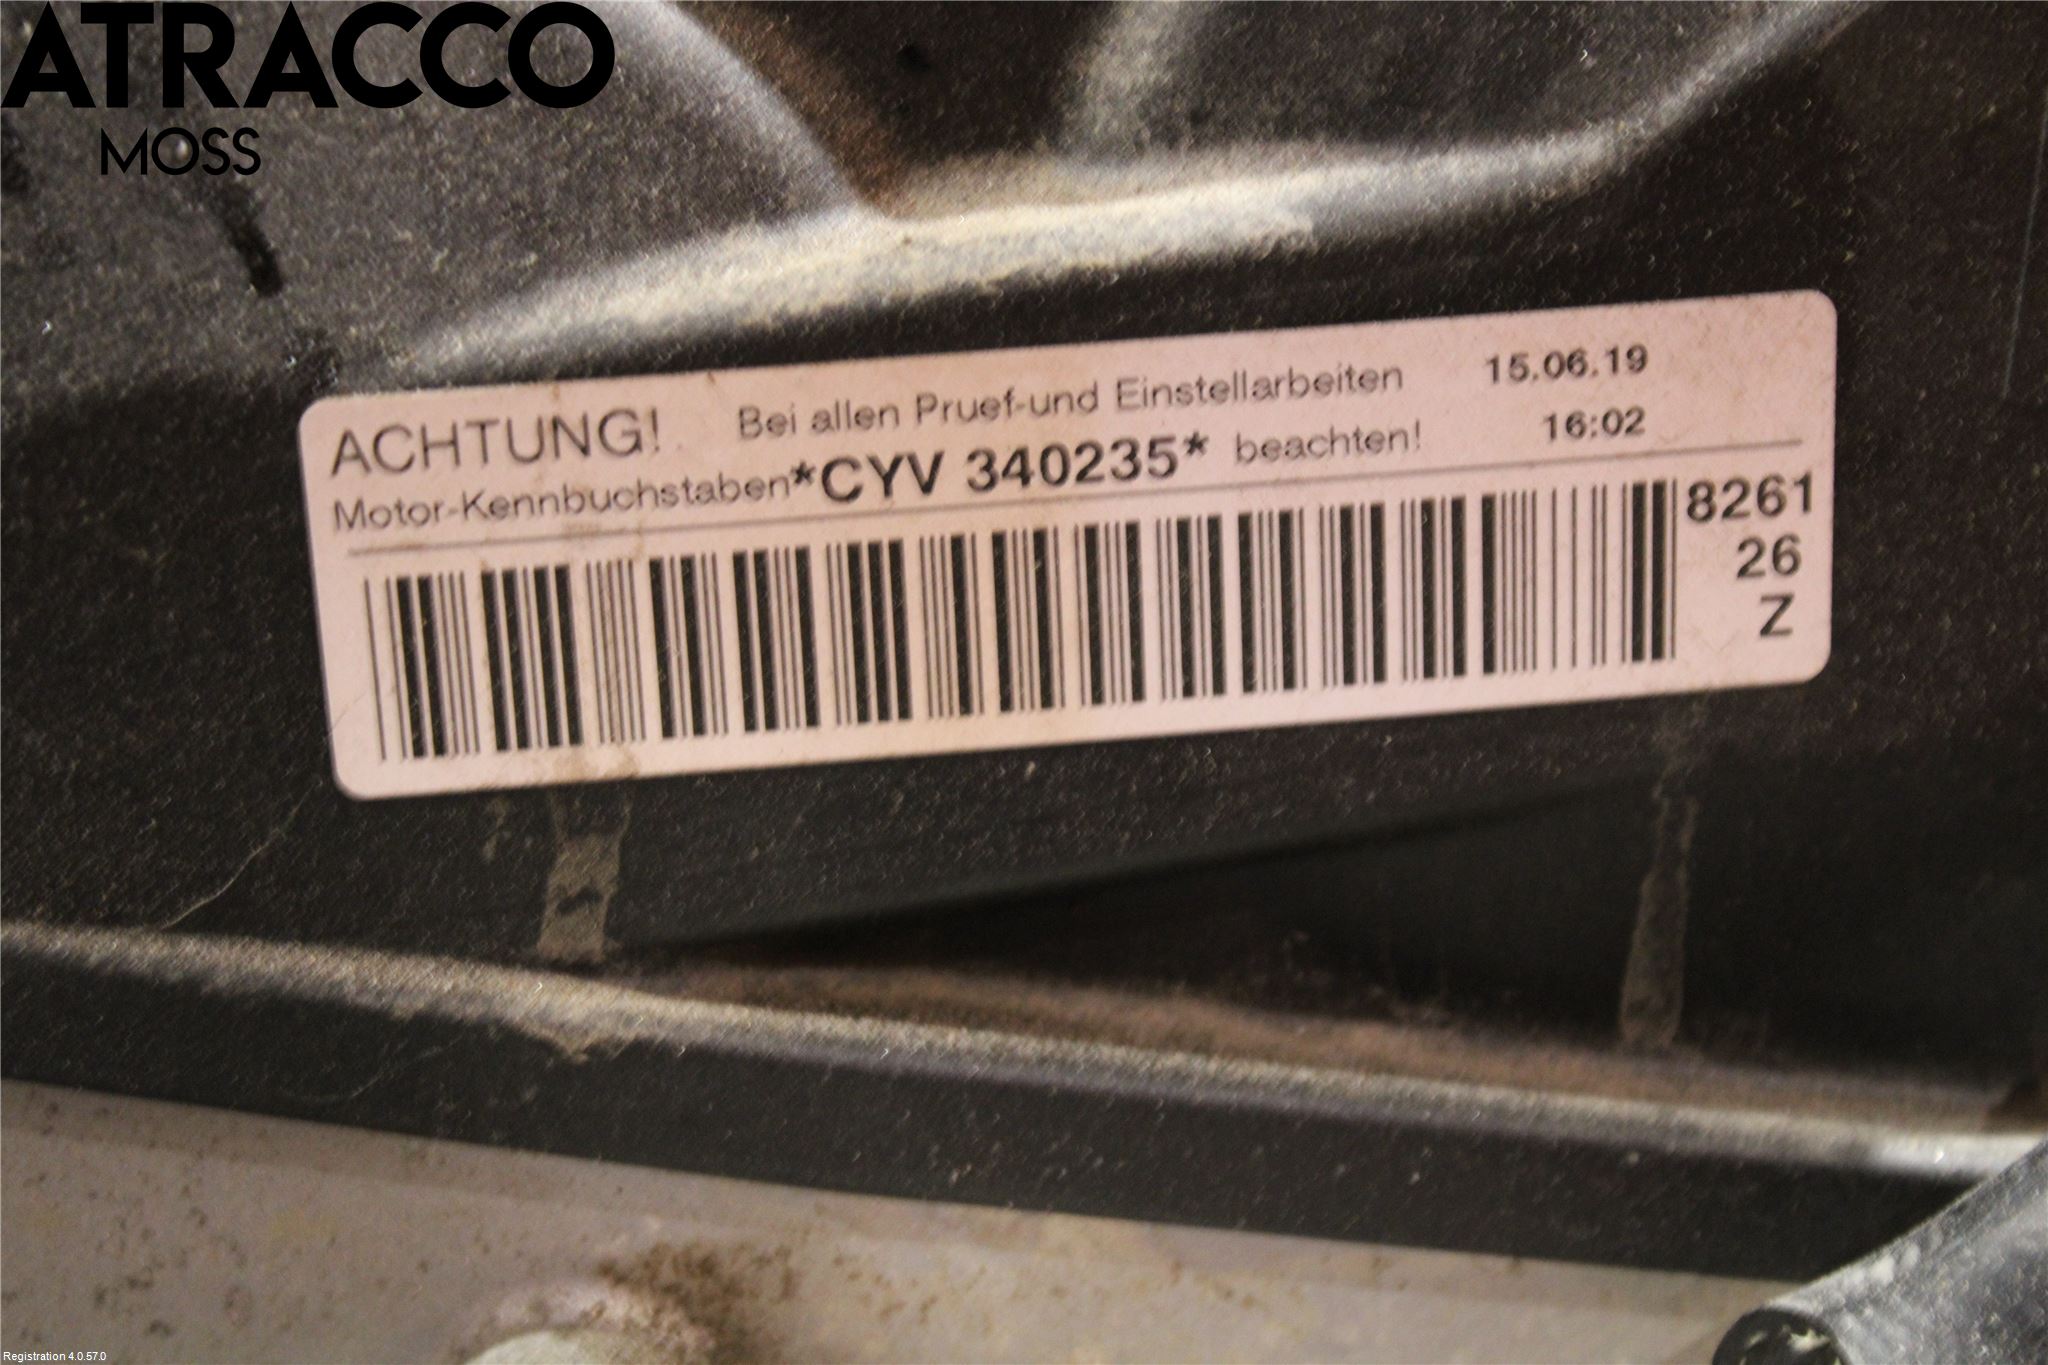 ATRACCO
MOSS
ACHTUNG! Bei allen Pruef-und Einstellarbeiten 15.06.19
Motor-Kennbuchstaben *CYV 340235* beachten! 16:02
8261
26
Z
Registration 4.0.57.0